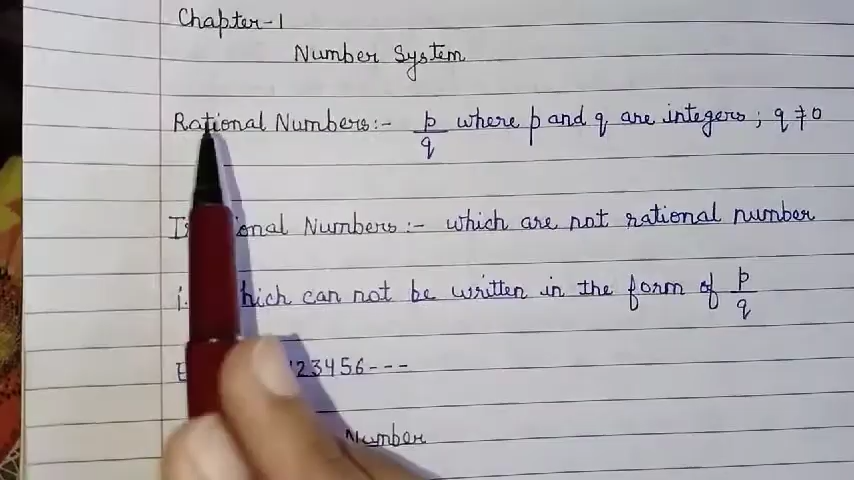 Chapter-1
Number System
Rational Numbers:- p/q where p and q are integers; q ≠ 0
Numbers:- which are not rational number
can not be written in the form of p/q
23456---
Number